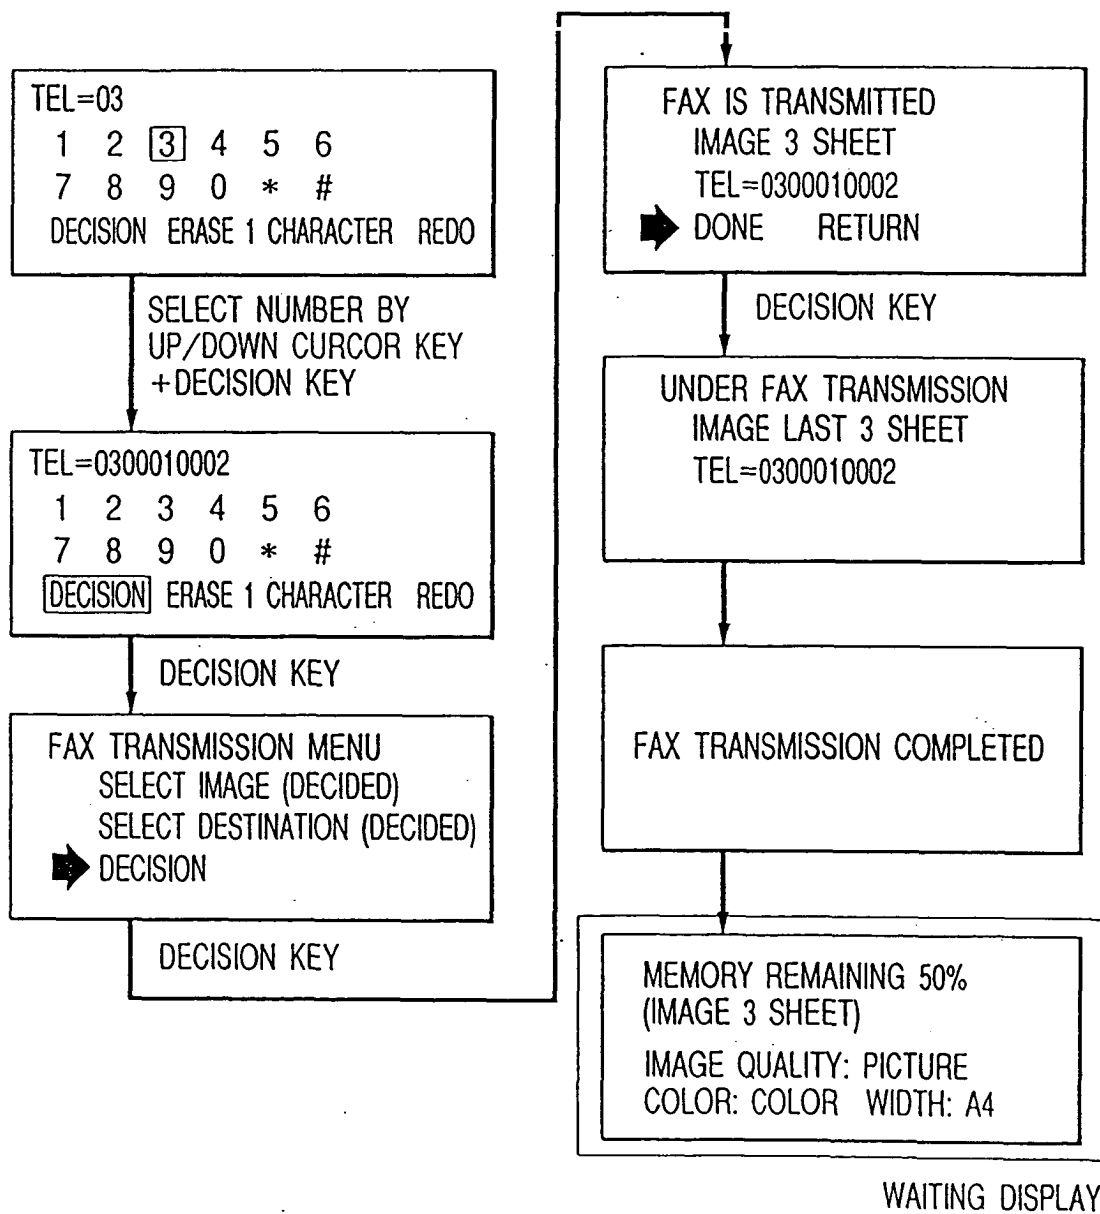 TEL=03
1 2 3 4 5 6
7 8 9 0 * #
DECISION ERASE 1 CHARACTER REDO
SELECT NUMBER BY
UP/DOWN CURCOR KEY
+DECISION KEY
TEL=0300010002
1 2 3 4 5 6
7 8 9 0 * #
DECISION ERASE 1 CHARACTER REDO
DECISION KEY
FAX TRANSMISSION MENU
SELECT IMAGE (DECIDED)
SELECT DESTINATION (DECIDED)
DECISION
DECISION KEY
FAX IS TRANSMITTED
IMAGE 3 SHEET
TEL=0300010002
DONE RETURN
DECISION KEY
UNDER FAX TRANSMISSION
IMAGE LAST 3 SHEET
TEL=0300010002
FAX TRANSMISSION COMPLETED
MEMORY REMAINING 50%
(IMAGE 3 SHEET)
IMAGE QUALITY: PICTURE
COLOR: COLOR WIDTH: A4
WAITING DISPLAY